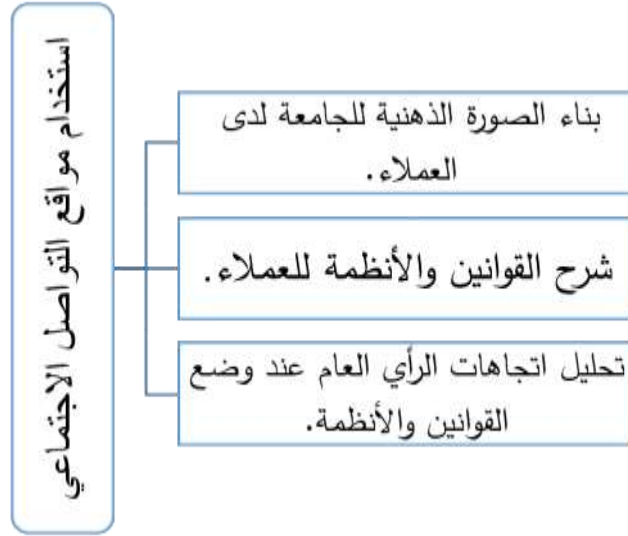 استخدام مواقع التواصل الاجتماعي
بناء الصورة الذهنية للجامعة لدى
العملاء.
شرح القوانين والأنظمة للعملاء.
تحليل اتجاهات الرأي العام عند وضع
القوانين والأنظمة.